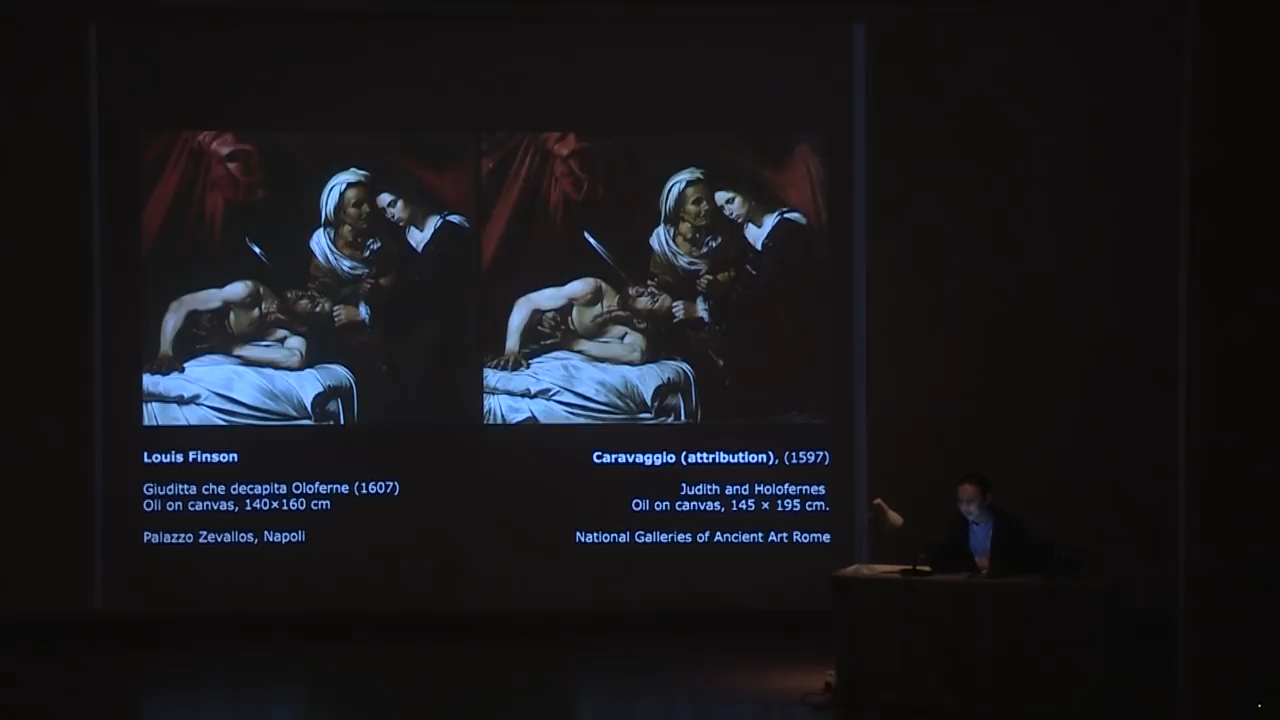 Louis Finson
Giuditta che decapita Oloferne (1607)
Oil on canvas, 140×160 cm
Palazzo Zevallos, Napoli
Caravaggio (attribution), (1597)
Judith and Holofernes
Oil on canvas, 145 × 195 cm.
National Galleries of Ancient Art Rome